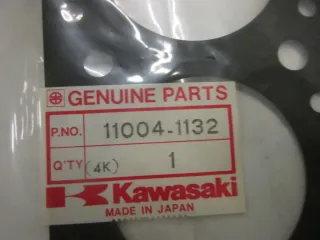 GENUINE PARTS
P.NO. 11004-1132
Q'TY (4K) 1
Kawasaki
MADE IN JAPAN